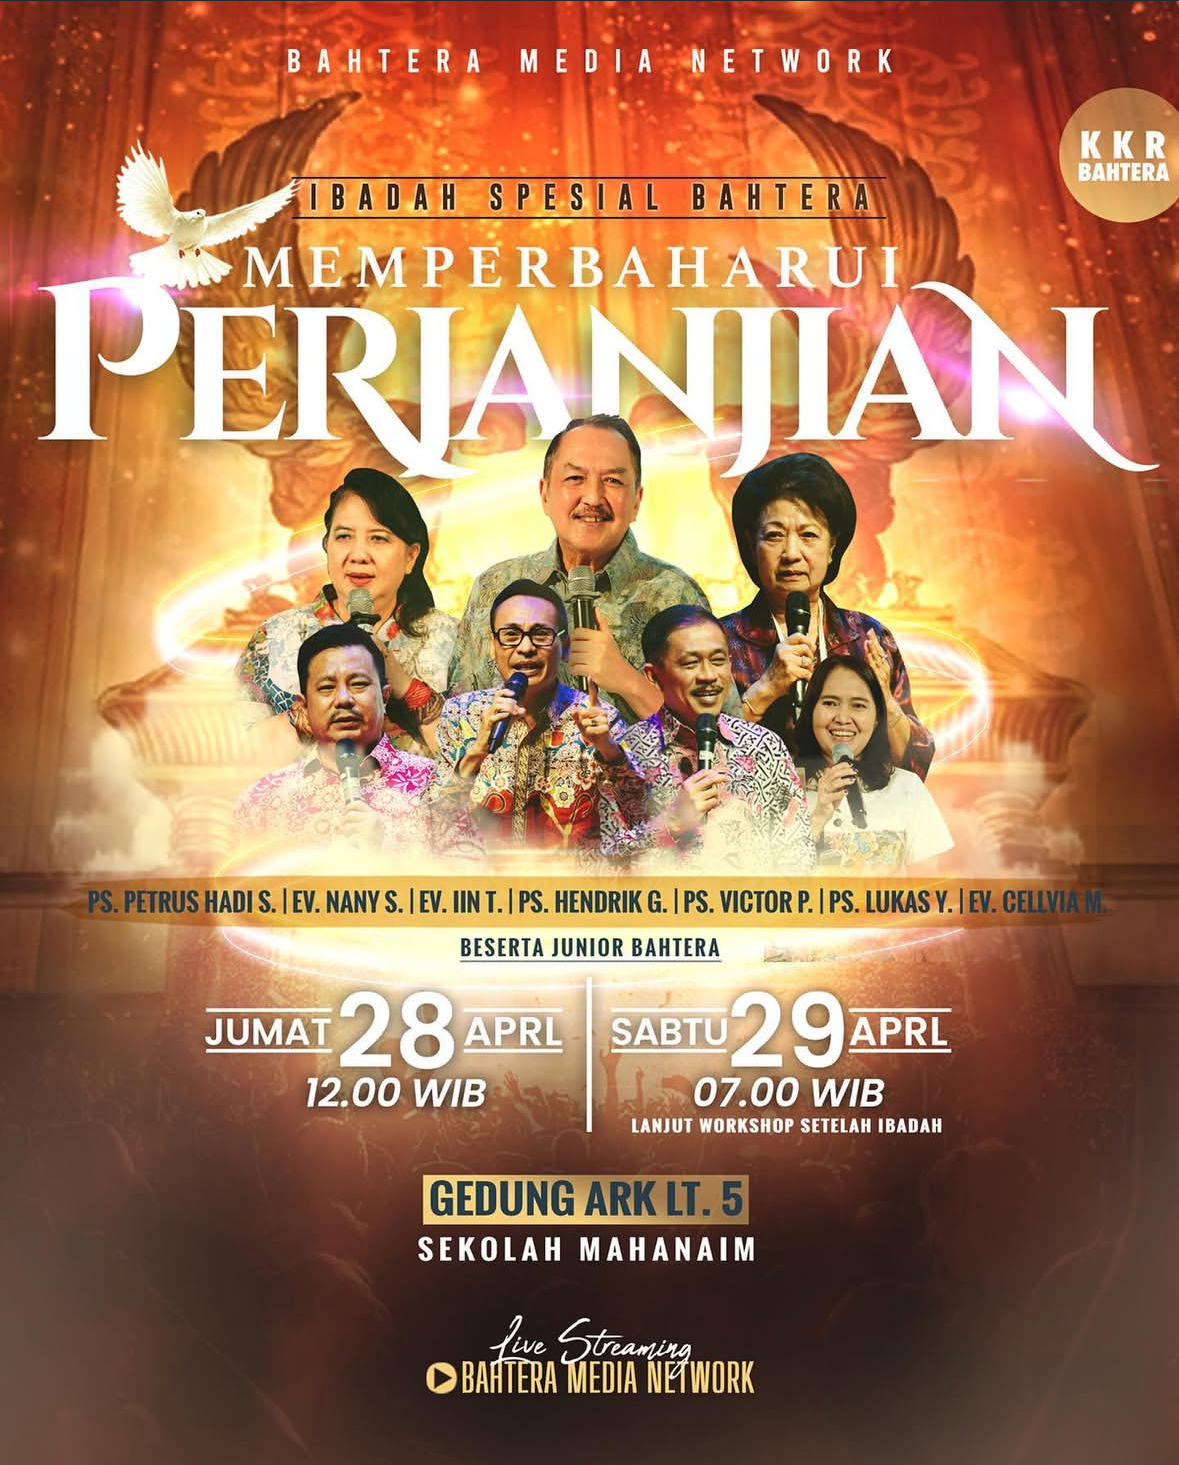 BAHTERA MEDIA NETWORK
KKR
BAHTERA
IBADAH SPESIAL BAHTERA
MEMPERBAHARUI
PERJANJIAN
PS. PETRUS HADI S. | EV. NANY S. | EV. IIN T. | PS. HENDRIK G. | PS. VICTOR P. | PS. LUKAS Y. | EV. CELLVIA M.
BESERTA JUNIOR BAHTERA
JUMAT 28 APRL
12.00 WIB
SABTU 29 APRL
07.00 WIB
LANJUT WORKSHOP SETELAH IBADAH
GEDUNG ARK LT. 5
SEKOLAH MAHANAIM
Live Streaming
BAHTERA MEDIA NETWORK